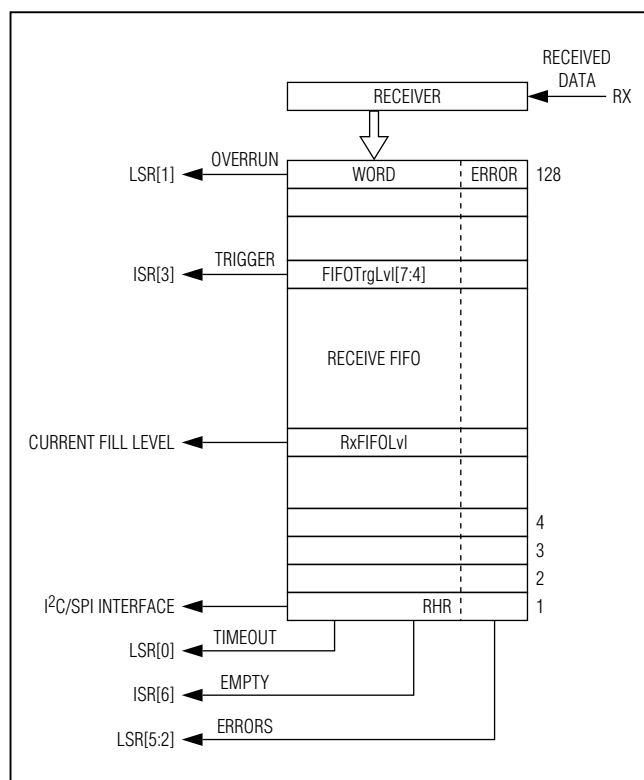 RECEIVED
DATA
RECEIVER
RX
OVERRUN
LSR[1]
WORD
ERROR
128
TRIGGER
ISR[3]
FIFOTrgLvl[7:4]
RECEIVE FIFO
CURRENT FILL LEVEL
RxFIFOLvl
4
3
2
I²C/SPI INTERFACE
RHR
1
TIMEOUT
LSR[0]
EMPTY
ISR[6]
ERRORS
LSR[5:2]